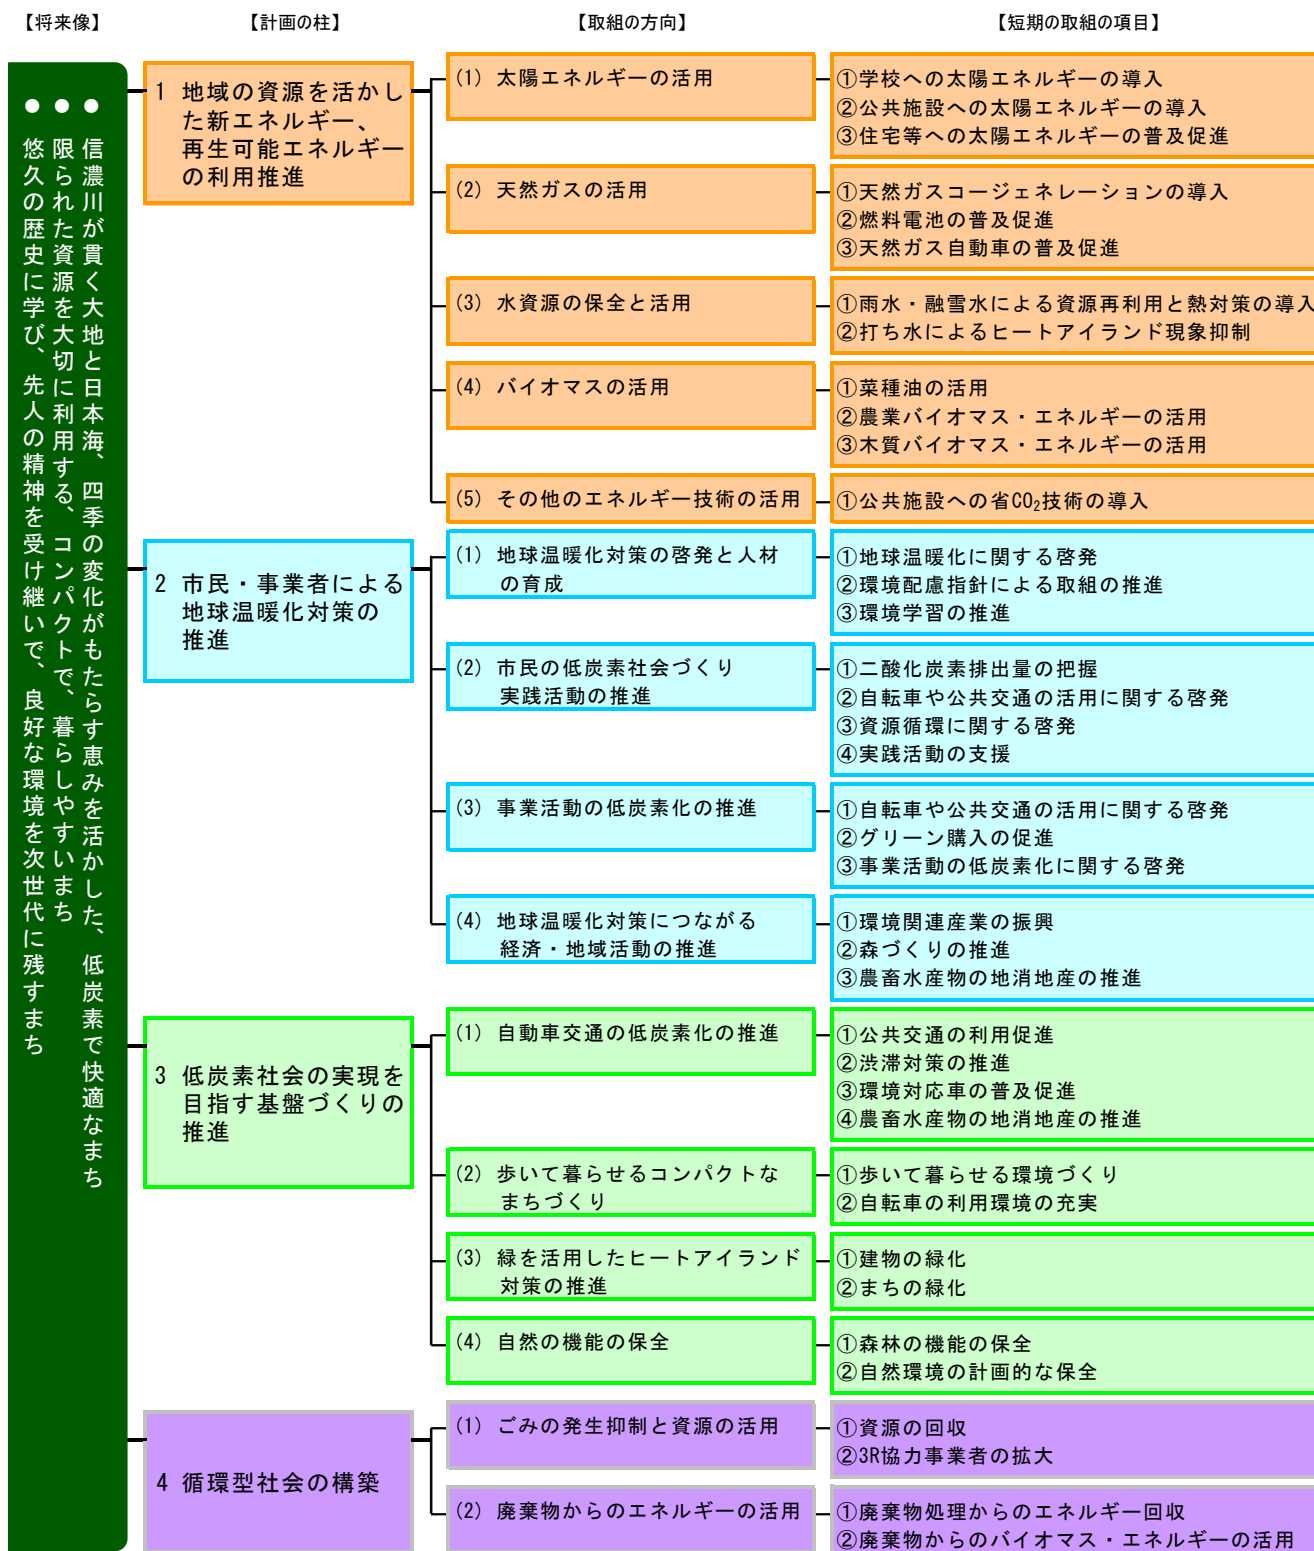 【将来像】
【計画の柱】
【取組の方向】
【短期の取組の項目】
● 信濃川が貫く大地と日本海、四季の変化がもたらす恵みを活かした、低炭素で快適なまち
● 限られた資源を大切に利用する、コンパクトで、暮らしやすいまち
● 悠久の歴史に学び、先人の精神を受け継いで、良好な環境を次世代に残すまち
1 地域の資源を活かし
た新エネルギー、
再生可能エネルギー
の利用推進
(1) 太陽エネルギーの活用
①学校への太陽エネルギーの導入
②公共施設への太陽エネルギーの導入
③住宅等への太陽エネルギーの普及促進
(2) 天然ガスの活用
①天然ガスコージェネレーションの導入
②燃料電池の普及促進
③天然ガス自動車の普及促進
(3) 水資源の保全と活用
①雨水・融雪水による資源再利用と熱対策の導入
②打ち水によるヒートアイランド現象抑制
(4) バイオマスの活用
①菜種油の活用
②農業バイオマス・エネルギーの活用
③木質バイオマス・エネルギーの活用
(5) その他のエネルギー技術の活用
①公共施設への省CO₂技術の導入
2 市民・事業者による
地球温暖化対策の
推進
(1) 地球温暖化対策の啓発と人材
の育成
①地球温暖化に関する啓発
②環境配慮指針による取組の推進
③環境学習の推進
(2) 市民の低炭素社会づくり
実践活動の推進
①二酸化炭素排出量の把握
②自転車や公共交通の活用に関する啓発
③資源循環に関する啓発
④実践活動の支援
(3) 事業活動の低炭素化の推進
①自転車や公共交通の活用に関する啓発
②グリーン購入の促進
③事業活動の低炭素化に関する啓発
(4) 地球温暖化対策につながる
経済・地域活動の推進
①環境関連産業の振興
②森づくりの推進
③農畜水産物の地消地産の推進
3 低炭素社会の実現を
目指す基盤づくりの
推進
(1) 自動車交通の低炭素化の推進
①公共交通の利用促進
②渋滞対策の推進
③環境対応車の普及促進
④農畜水産物の地消地産の推進
(2) 歩いて暮らせるコンパクトな
まちづくり
①歩いて暮らせる環境づくり
②自転車の利用環境の充実
(3) 緑を活用したヒートアイランド
対策の推進
①建物の緑化
②まちの緑化
(4) 自然の機能の保全
①森林の機能の保全
②自然環境の計画的な保全
4 循環型社会の構築
(1) ごみの発生抑制と資源の活用
①資源の回収
②3R協力事業者の拡大
(2) 廃棄物からのエネルギーの活用
①廃棄物処理からのエネルギー回収
②廃棄物からのバイオマス・エネルギーの活用